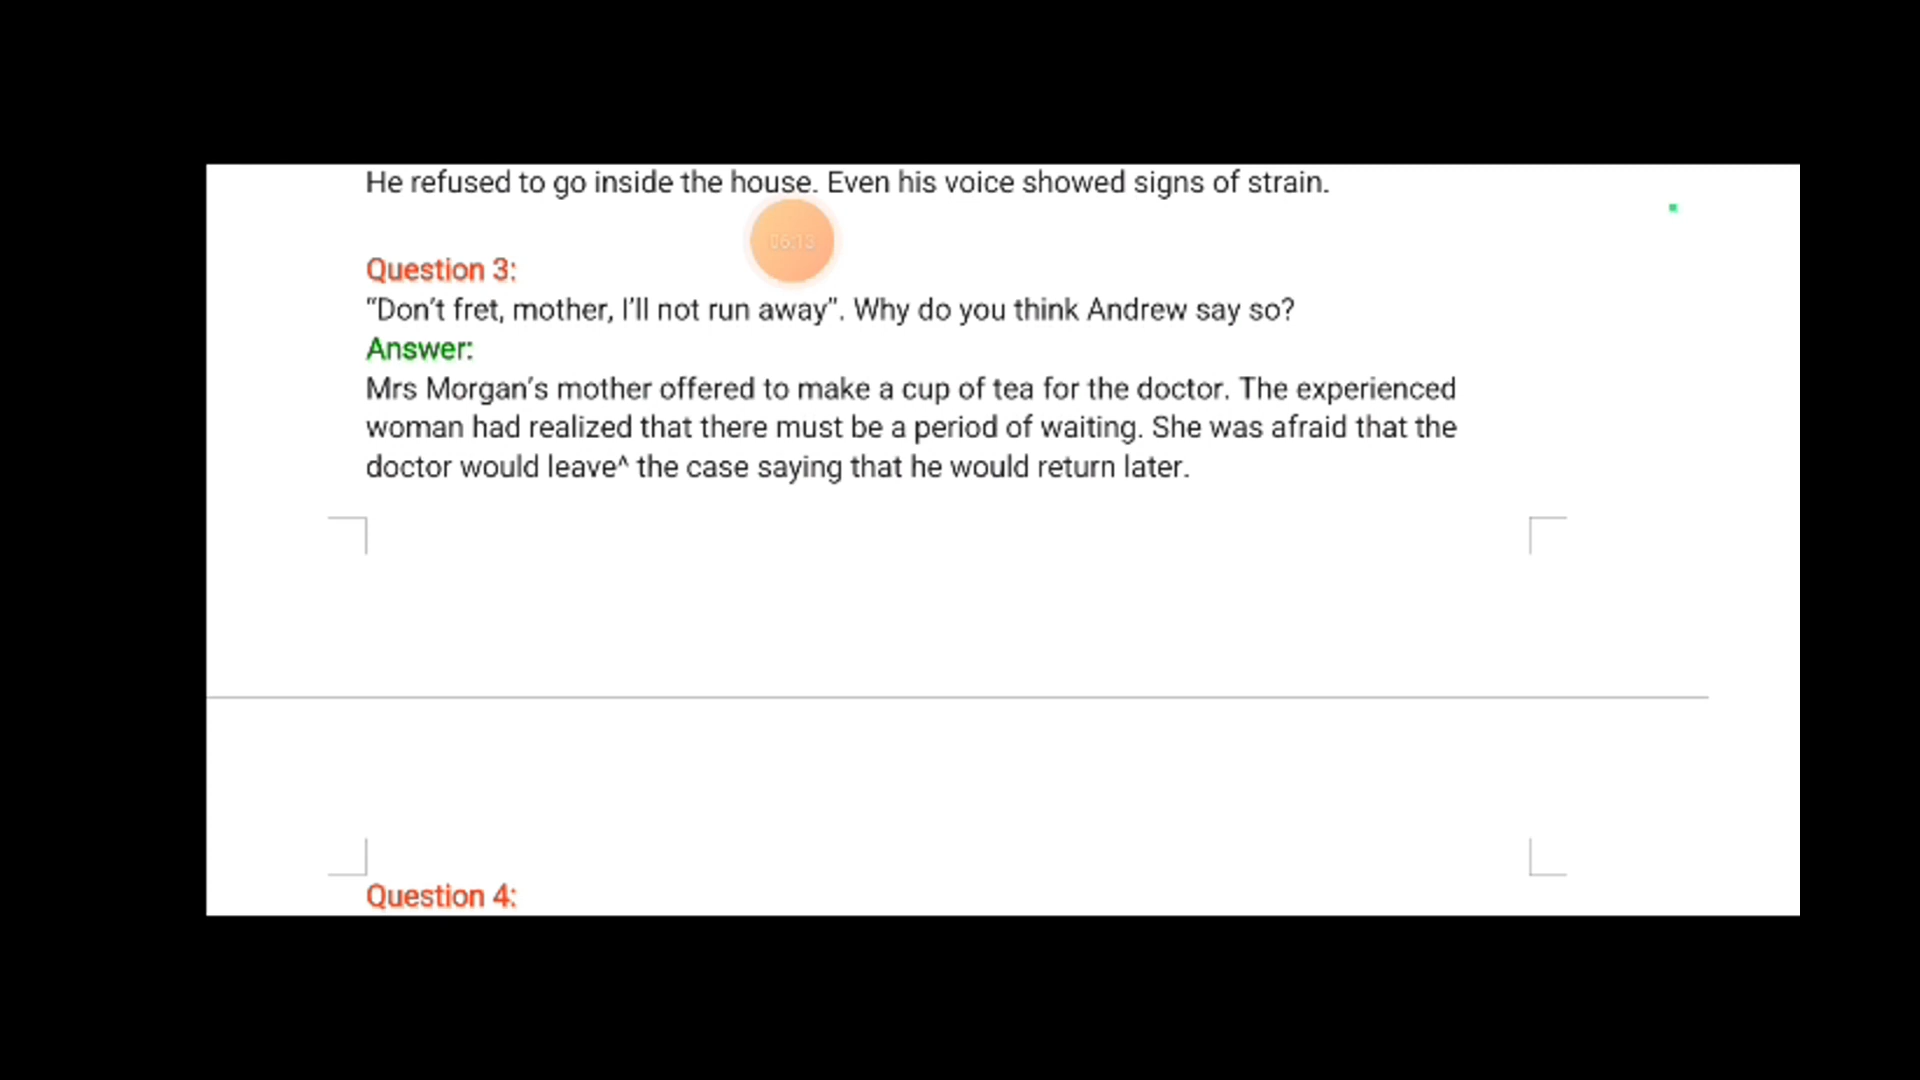 He refused to go inside the house. Even his voice showed signs of strain.
06:13
Question 3:
“Don’t fret, mother, I’ll not run away”. Why do you think Andrew say so?
Answer:
Mrs Morgan’s mother offered to make a cup of tea for the doctor. The experienced
woman had realized that there must be a period of waiting. She was afraid that the
doctor would leave^ the case saying that he would return later.
Question 4: